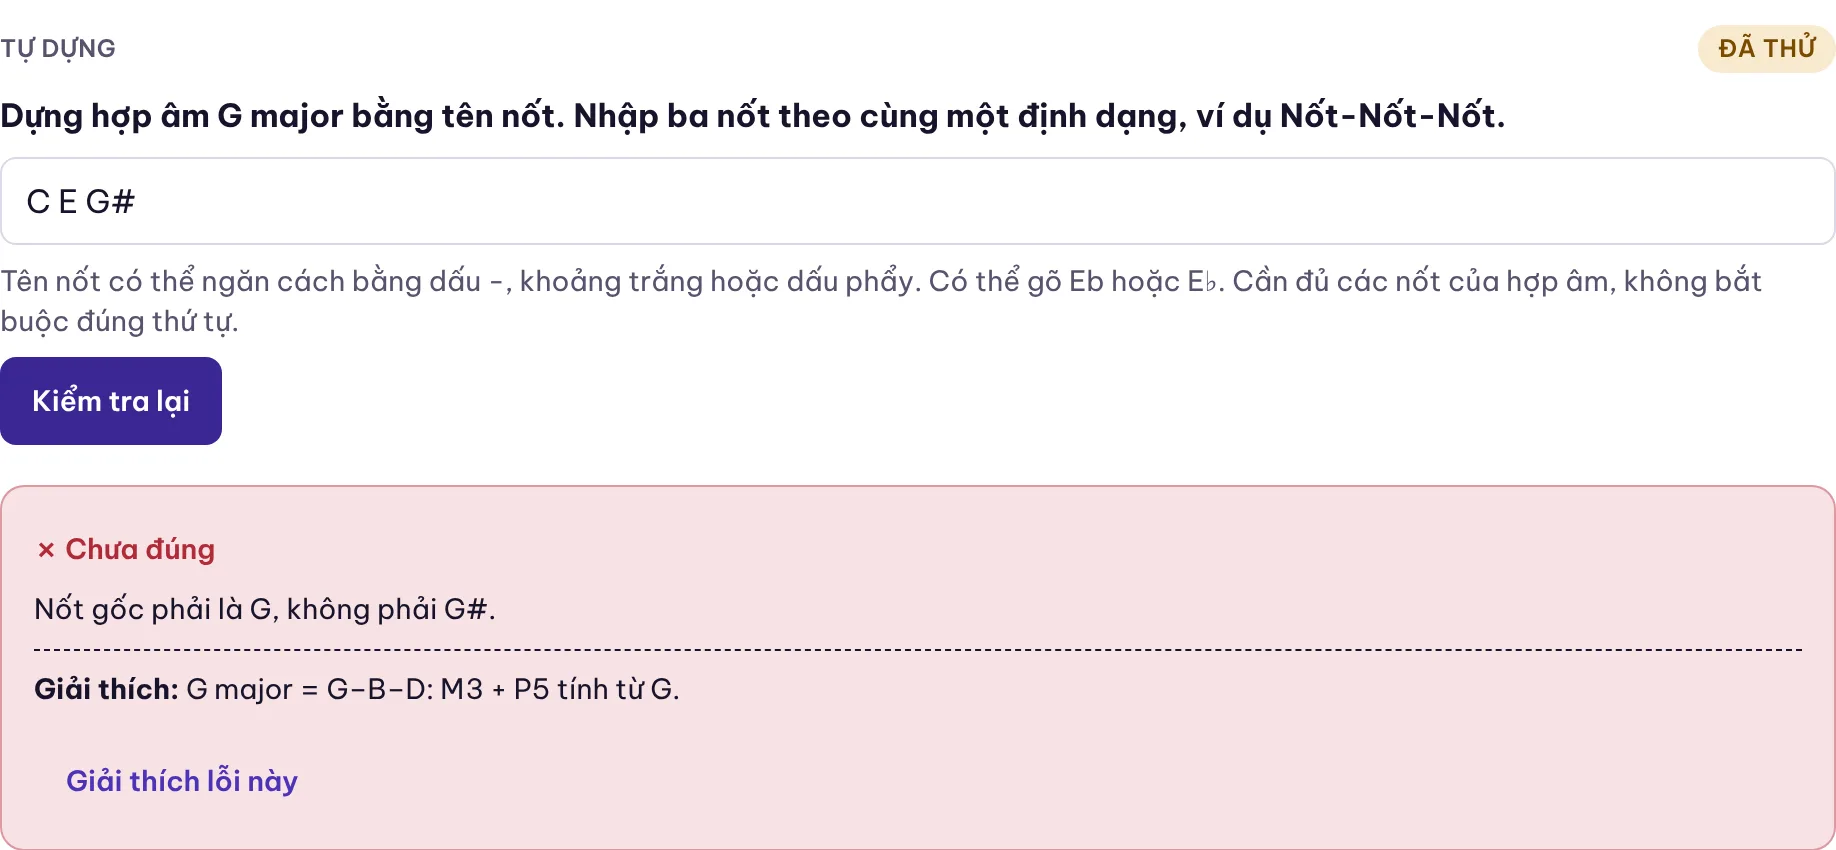 TỰ DỰNG
ĐÃ THỬ
Dựng hợp âm G major bằng tên nốt. Nhập ba nốt theo cùng một định dạng, ví dụ Nốt-Nốt-Nốt.
C E G#
Tên nốt có thể ngăn cách bằng dấu -, khoảng trắng hoặc dấu phẩy. Có thể gõ Eb hoặc E♭. Cần đủ các nốt của hợp âm, không bắt
buộc đúng thứ tự.
Kiểm tra lại
× Chưa đúng
Nốt gốc phải là G, không phải G#.
Giải thích: G major = G–B–D: M3 + P5 tính từ G.
Giải thích lỗi này